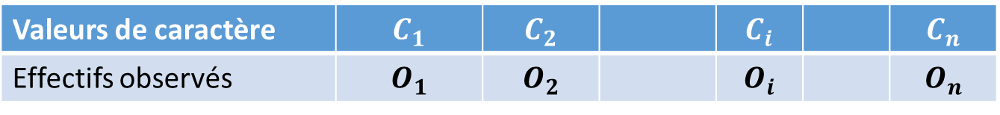 Valeurs de caractère C₁ C₂ Cᵢ Cₙ
Effectifs observés O₁ O₂ Oᵢ Oₙ